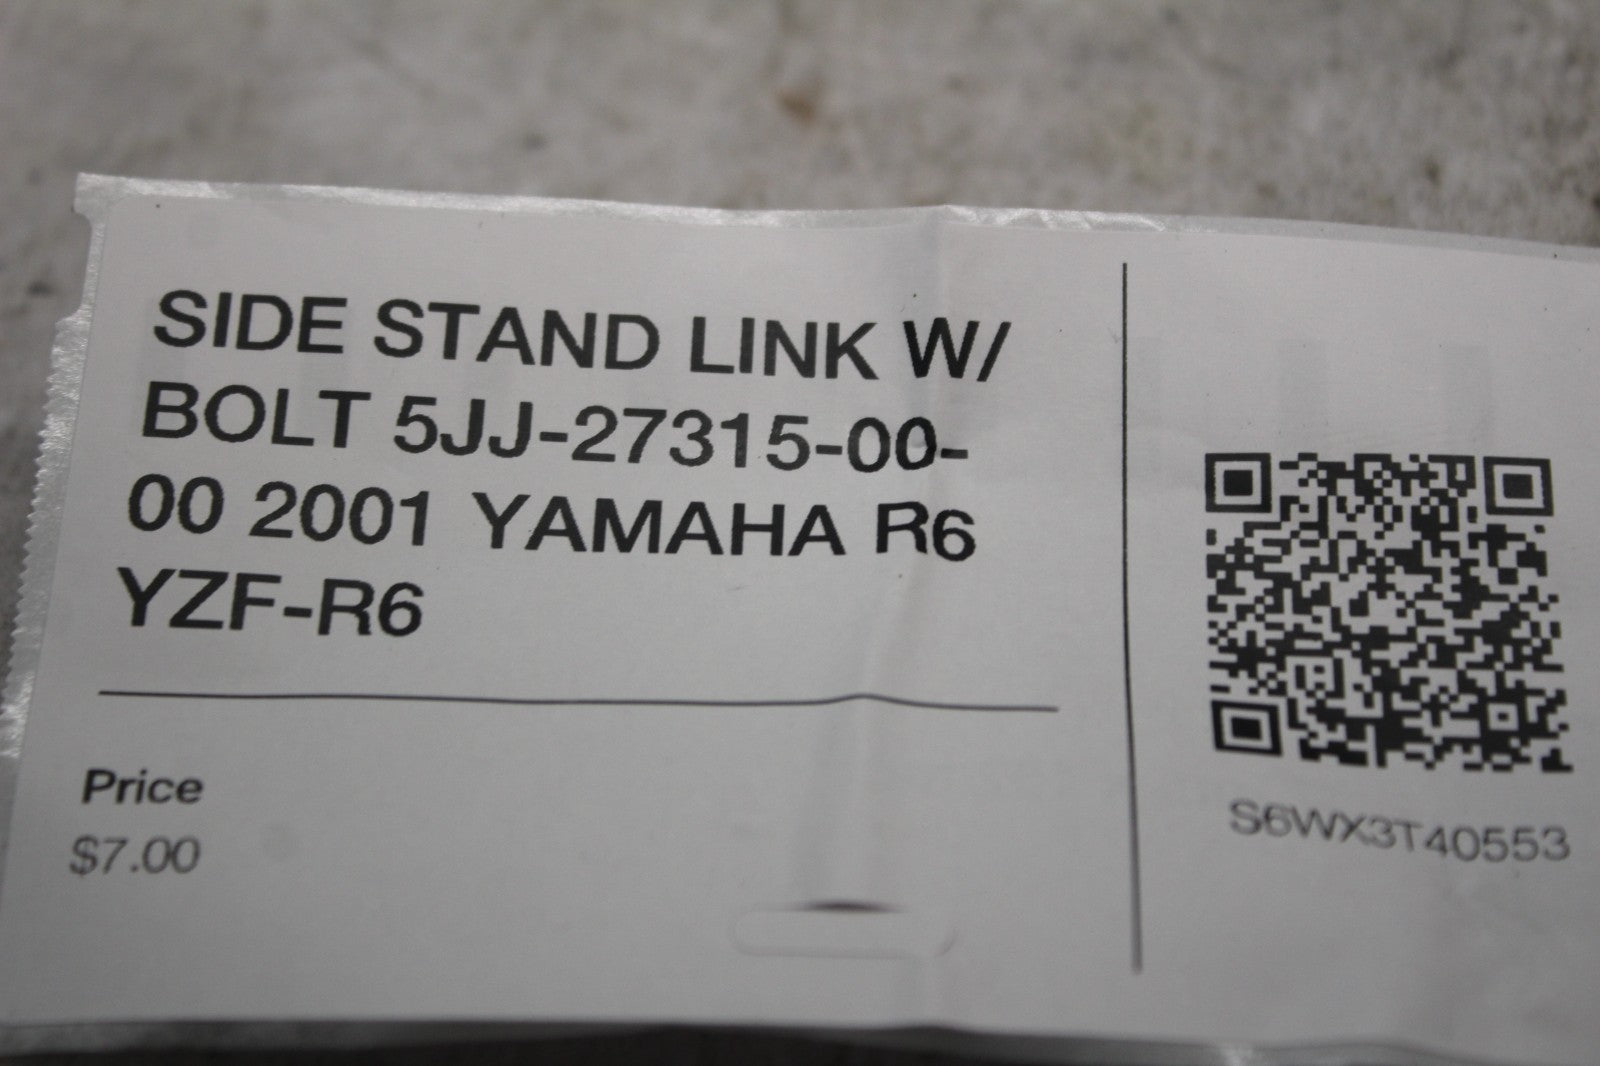 SIDE STAND LINK W/
BOLT 5JJ-27315-00-
00 2001 YAMAHA R6
YZF-R6
Price
$7.00
S6WX3T40553